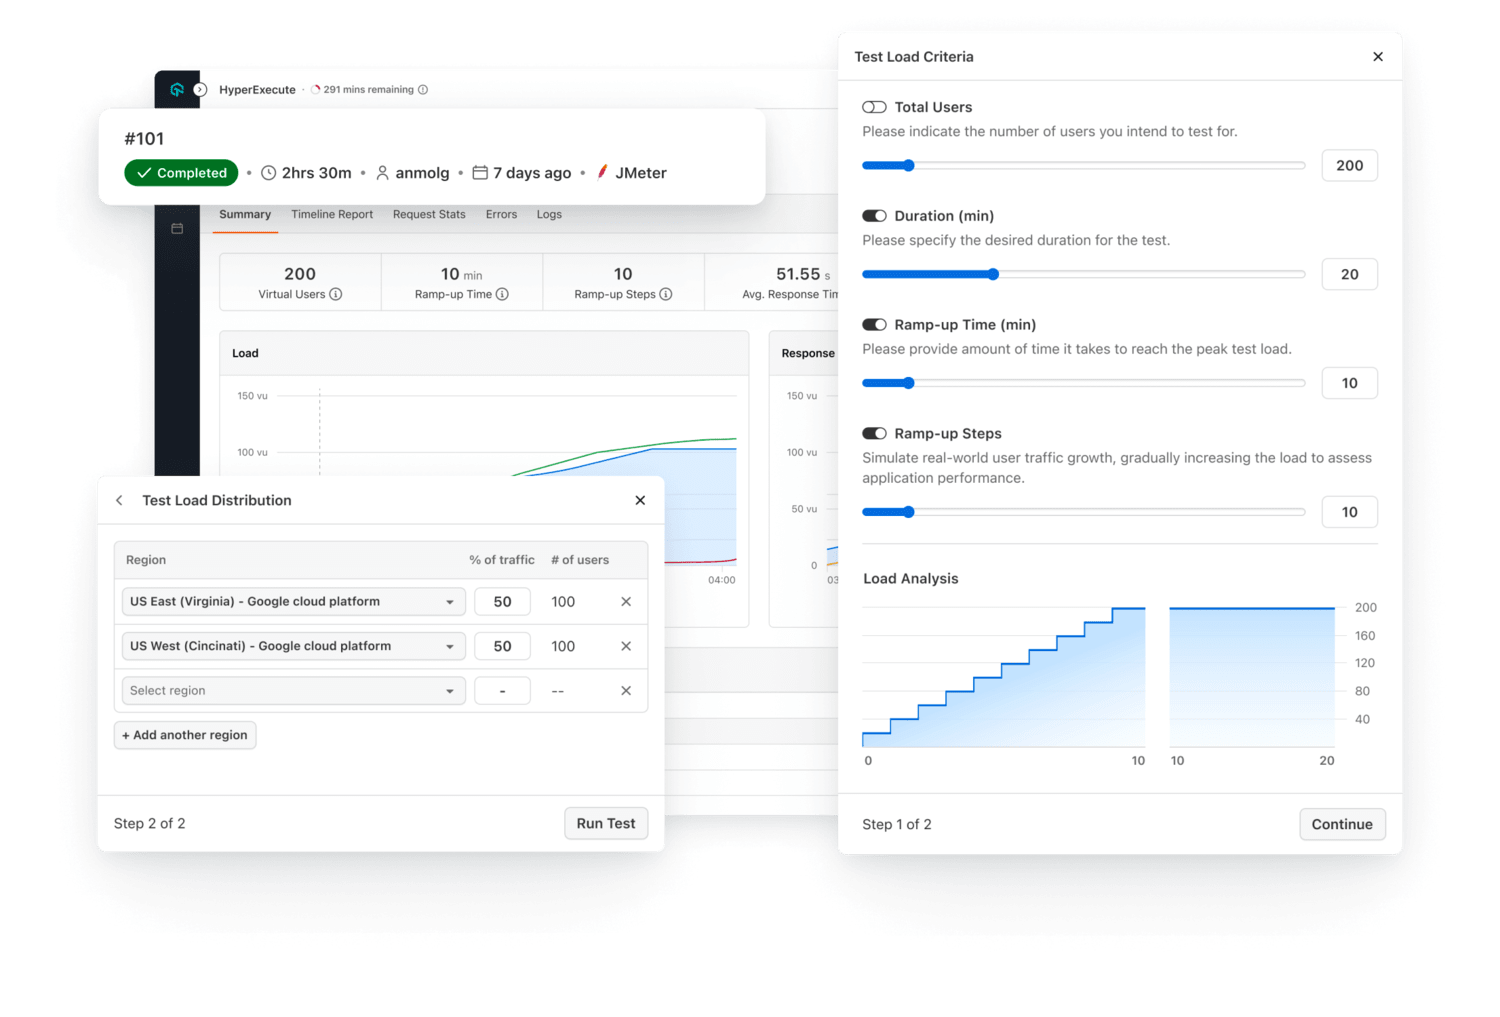 HyperExecute · 291 mins remaining
#101
Completed • 2hrs 30m • anmolg • 7 days ago • JMeter
Summary Timeline Report Request Stats Errors Logs
200 10 min 10 51.55 s
Virtual Users Ramp-up Time Ramp-up Steps Avg. Response
Load
150 vu
100 vu
04:00
Response
150 vu
100 vu
50 vu
0
Test Load Distribution
Region % of traffic # of users
US East (Virginia) - Google cloud platform 50 100
US West (Cincinati) - Google cloud platform 50 100
Select region - --
+ Add another region
Step 2 of 2 Run Test
Test Load Criteria
Total Users
Please indicate the number of users you intend to test for.
200
Duration (min)
Please specify the desired duration for the test.
20
Ramp-up Time (min)
Please provide amount of time it takes to reach the peak test load.
10
Ramp-up Steps
Simulate real-world user traffic growth, gradually increasing the load to assess
application performance.
10
Load Analysis
200
160
120
80
40
0 10 10 20
Step 1 of 2 Continue